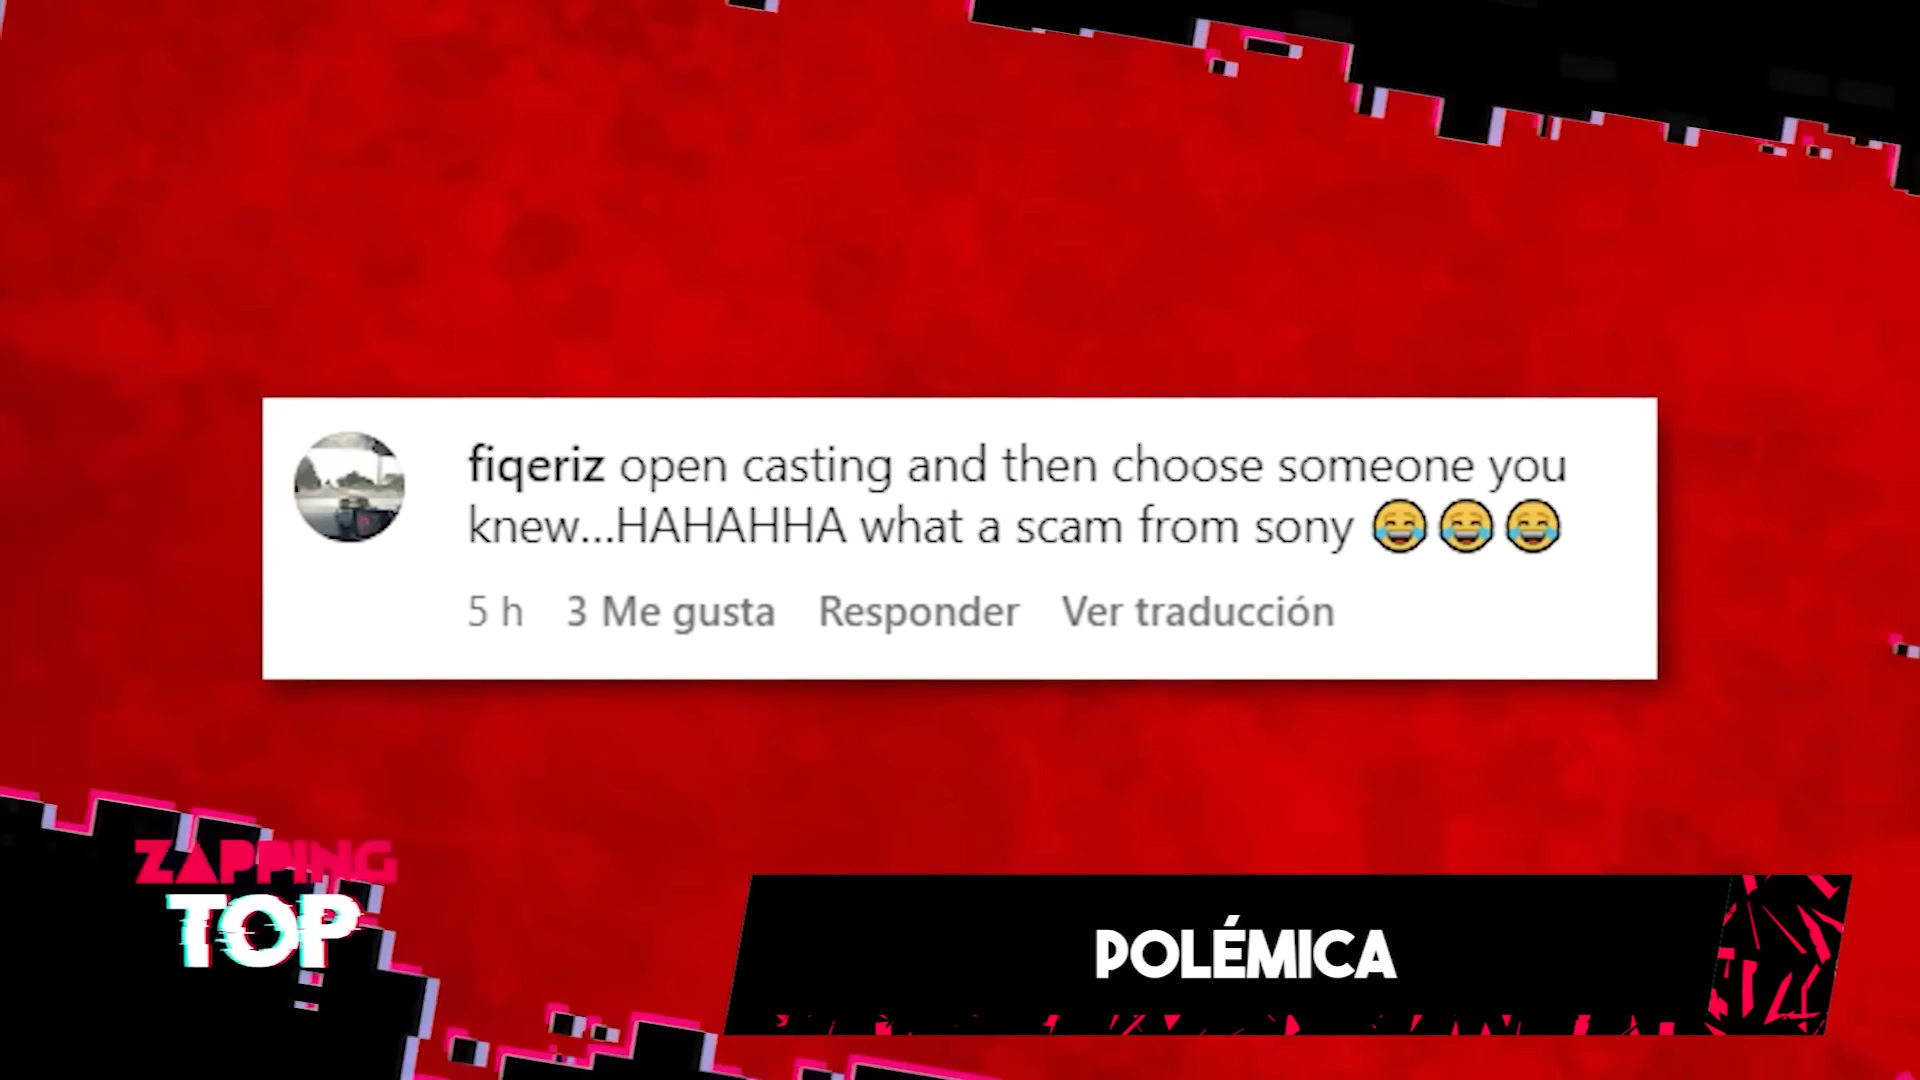 fiqeriz open casting and then choose someone you
knew...HAHAHHA what a scam from sony 😂😂😂
5 h 3 Me gusta Responder Ver traducción
ZAPPING
TOP
POLÉMICA